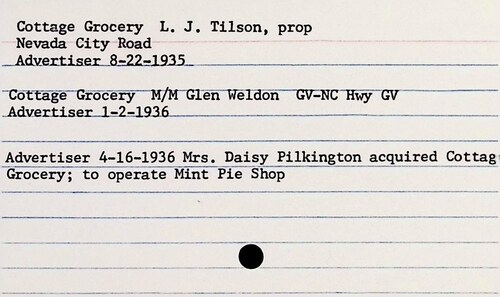 Cottage Grocery L. J. Tilson, prop
Nevada City Road
Advertiser 8-22-1935
Cottage Grocery M/M Glen Weldon GV-NC Hwy GV
Advertiser 1-2-1936
Advertiser 4-16-1936 Mrs. Daisy Pilkington acquired Cottag
Grocery; to operate Mint Pie Shop